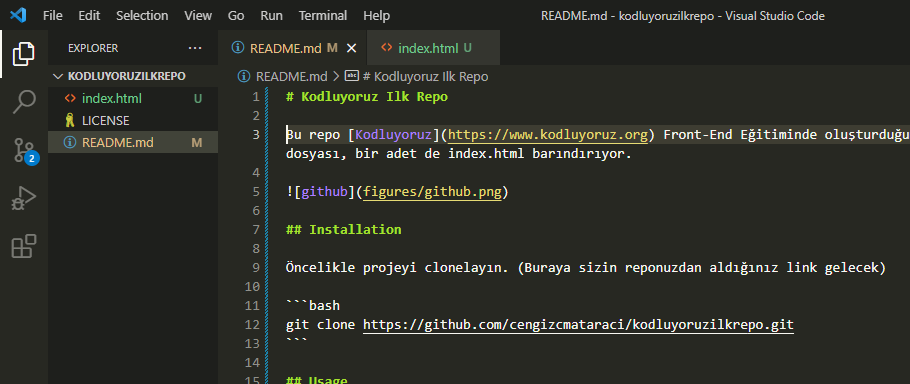 File Edit Selection View Go Run Terminal Help README.md - kodluyoruzilkrepo - Visual Studio Code
EXPLORER ...
KODLUYORUZILKREPO
index.html U
LICENSE
README.md M
2
README.md M
index.html U
README.md > # Kodluyoruz Ilk Repo
1 # Kodluyoruz Ilk Repo
2
3 Bu repo [Kodluyoruz](https://www.kodluyoruz.org) Front-End Eğitiminde oluşturduğu
dosyası, bir adet de index.html barındırıyor.
4
5 ![github](figures/github.png)
6
7 ## Installation
8
9 Öncelikle projeyi clonelayın. (Buraya sizin reponuzdan aldığınız link gelecek)
10
11 ```bash
12 git clone https://github.com/cengizcmataraci/kodluyoruzilkrepo.git
13 ```
14
15 ## Usage